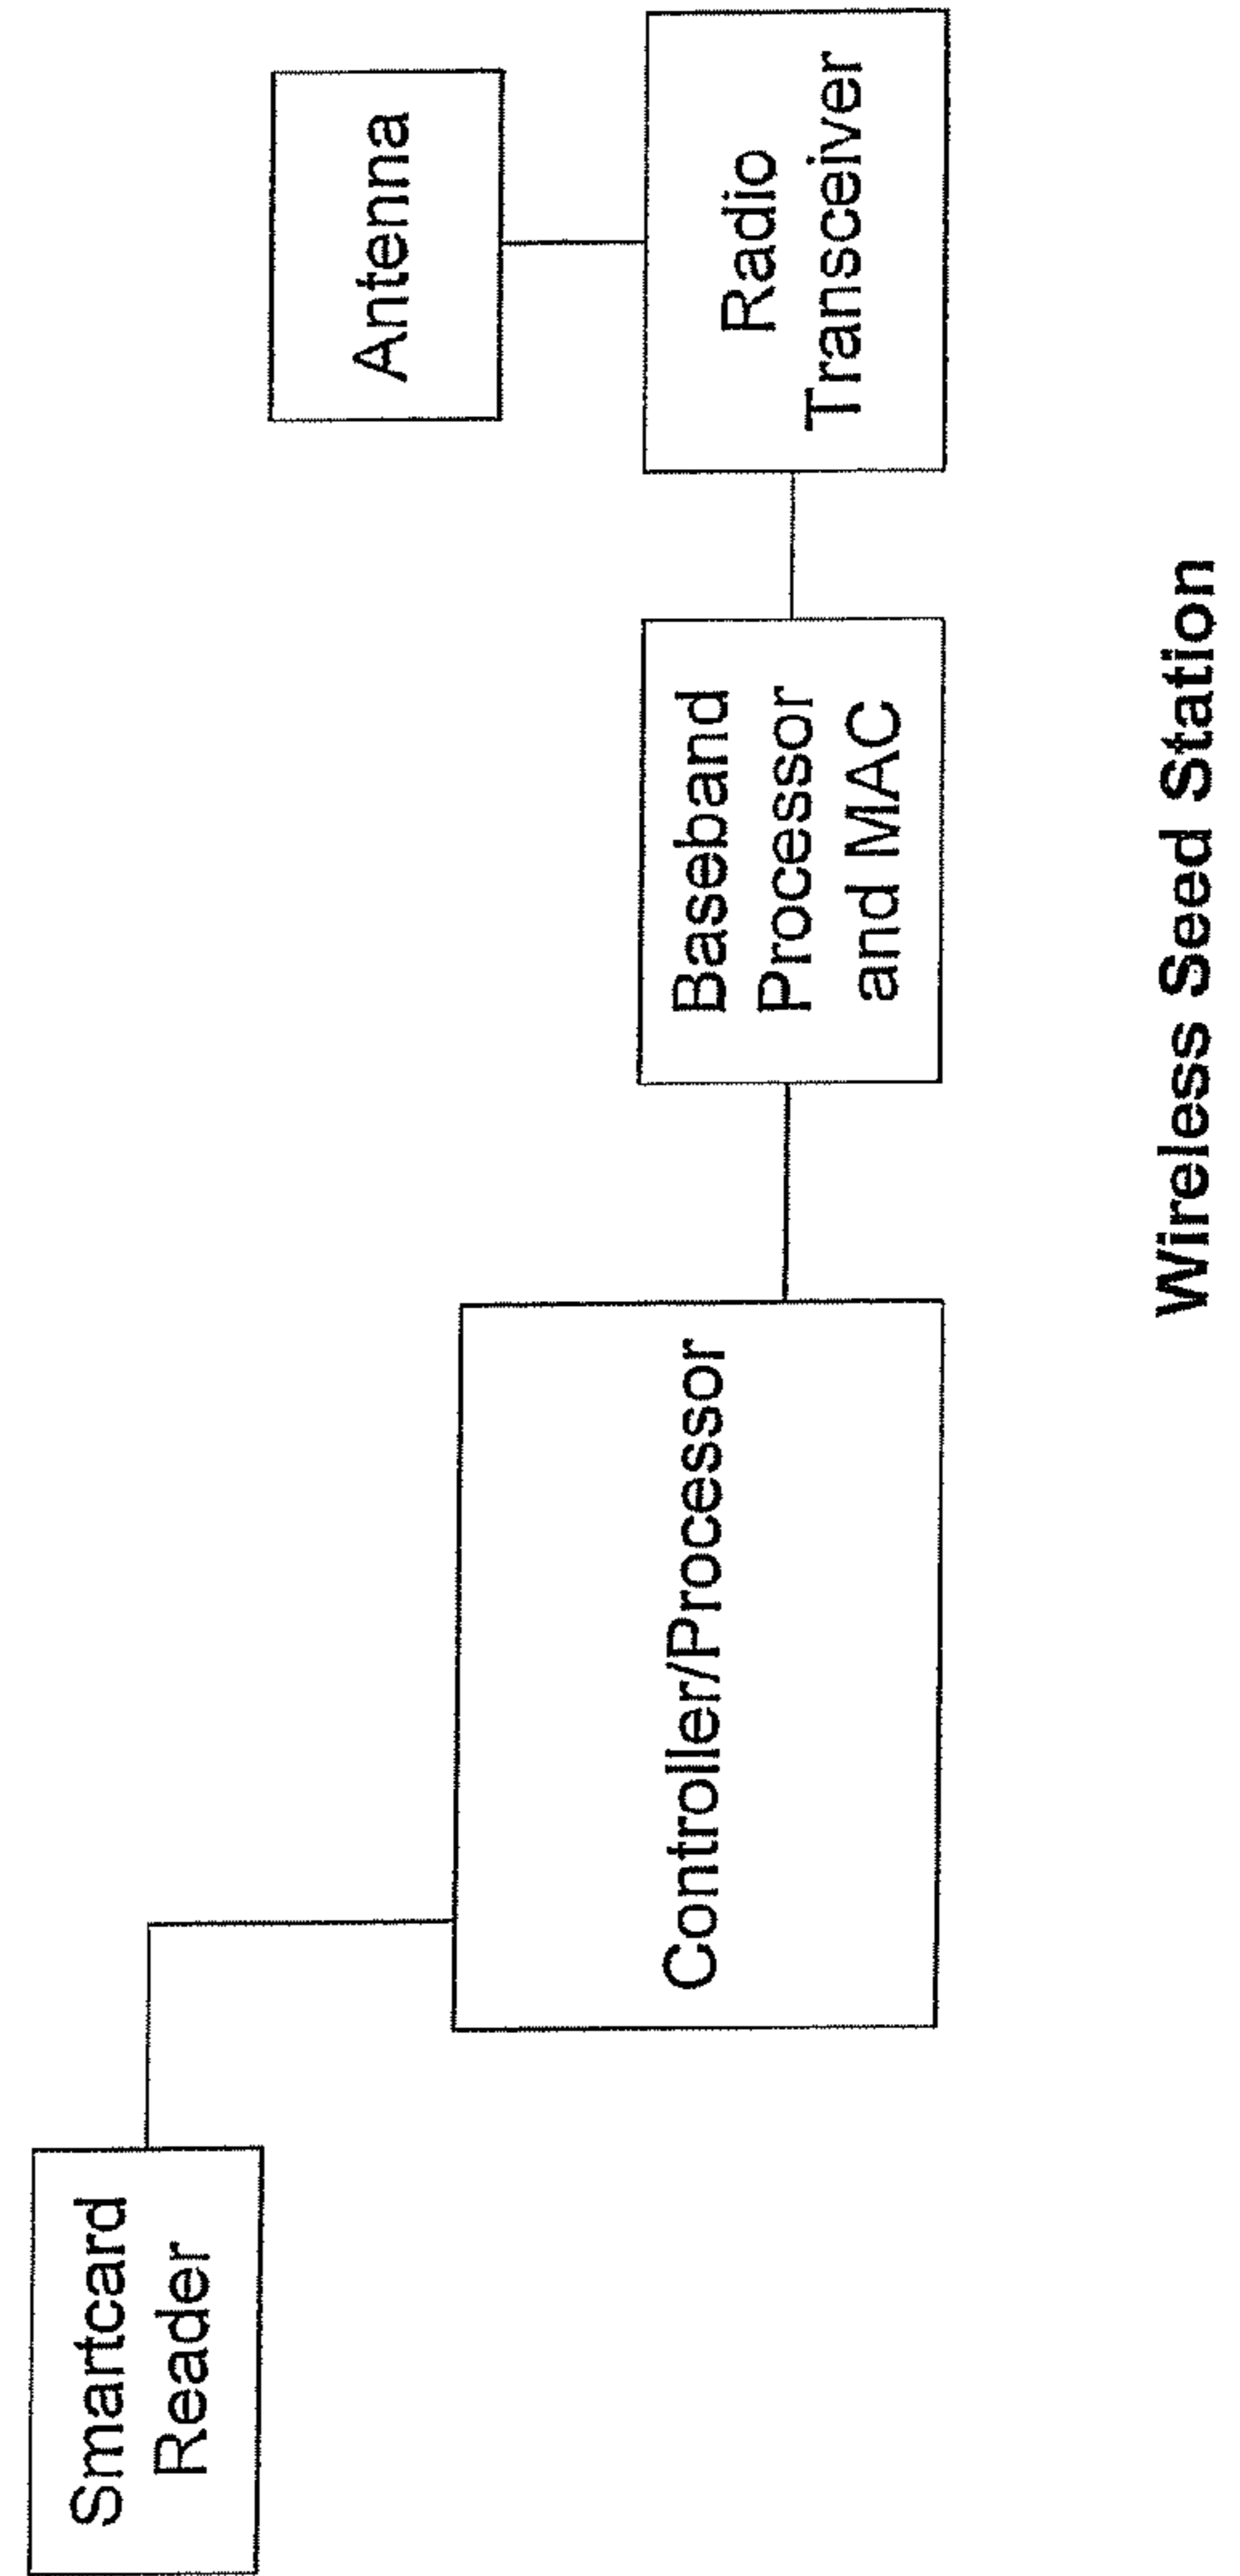 Smartcard
Reader
Controller/Processor
Baseband
Processor
and MAC
Antenna
Radio
Transceiver
Wireless Seed Station